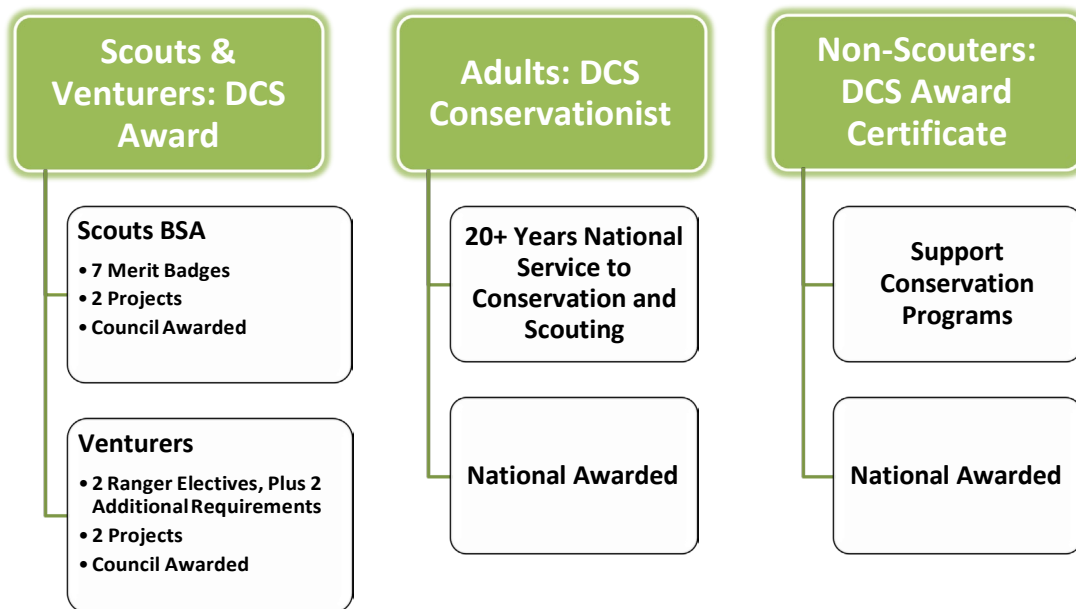 Scouts &
Venturers: DCS
Award
Scouts BSA
• 7 Merit Badges
• 2 Projects
• Council Awarded
Venturers
• 2 Ranger Electives, Plus 2
Additional Requirements
• 2 Projects
• Council Awarded
Adults: DCS
Conservationist
20+ Years National
Service to
Conservation and
Scouting
National Awarded
Non-Scouters:
DCS Award
Certificate
Support
Conservation
Programs
National Awarded